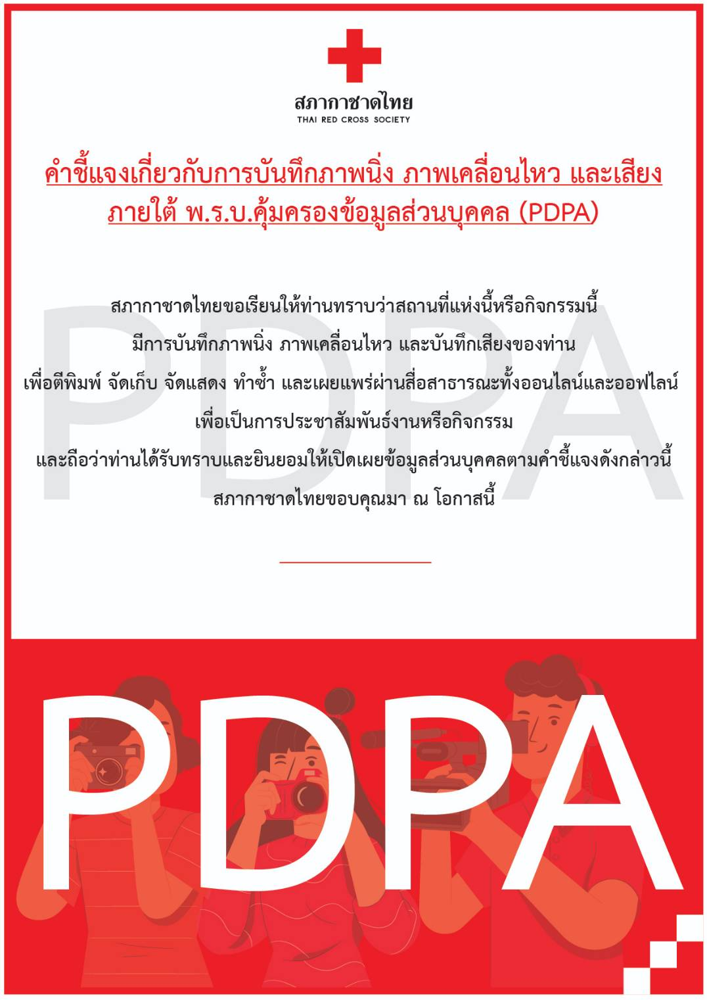 สภากาชาดไทย
THAI RED CROSS SOCIETY
คำชี้แจงเกี่ยวกับการบันทึกภาพนิ่ง ภาพเคลื่อนไหว และเสียง
ภายใต้ พ.ร.บ.คุ้มครองข้อมูลส่วนบุคคล (PDPA)
PDPA
สภากาชาดไทยขอเรียนให้ท่านทราบว่าสถานที่แห่งนี้หรือกิจกรรมนี้
มีการบันทึกภาพนิ่ง ภาพเคลื่อนไหว และบันทึกเสียงของท่าน
เพื่อตีพิมพ์ จัดเก็บ จัดแสดง ทำซ้ำ และเผยแพร่ผ่านสื่อสาธารณะทั้งออนไลน์และออฟไลน์
เพื่อเป็นการประชาสัมพันธ์งานหรือกิจกรรม
และถือว่าท่านได้รับทราบและยินยอมให้เปิดเผยข้อมูลส่วนบุคคลตามคำชี้แจงดังกล่าวนี้
สภากาชาดไทยขอบคุณมา ณ โอกาสนี้
PDPA